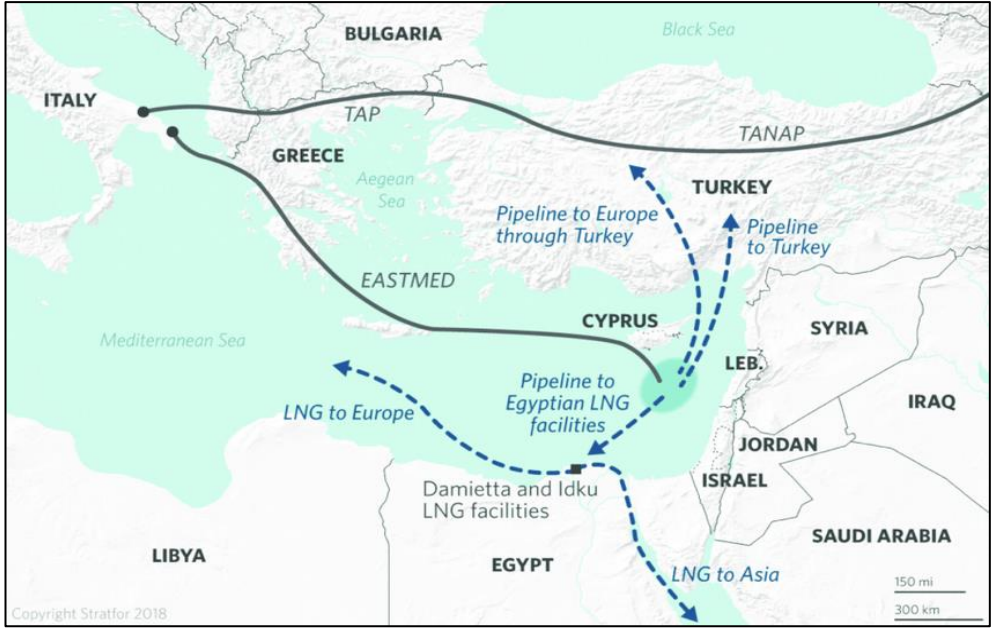 BULGARIA
Black Sea
ITALY
TAP
TANAP
GREECE
Aegean
Sea
TURKEY
Pipeline to Europe
through Turkey
Pipeline
to Turkey
EASTMED
CYPRUS
SYRIA
Mediterranean Sea
LEB.
Pipeline to
Egyptian LNG
facilities
IRAQ
LNG to Europe
JORDAN
ISRAEL
Damietta and Idku
LNG facilities
SAUDI ARABIA
LIBYA
EGYPT
LNG to Asia
150 mi
300 km
Copyright Stratfor 2018